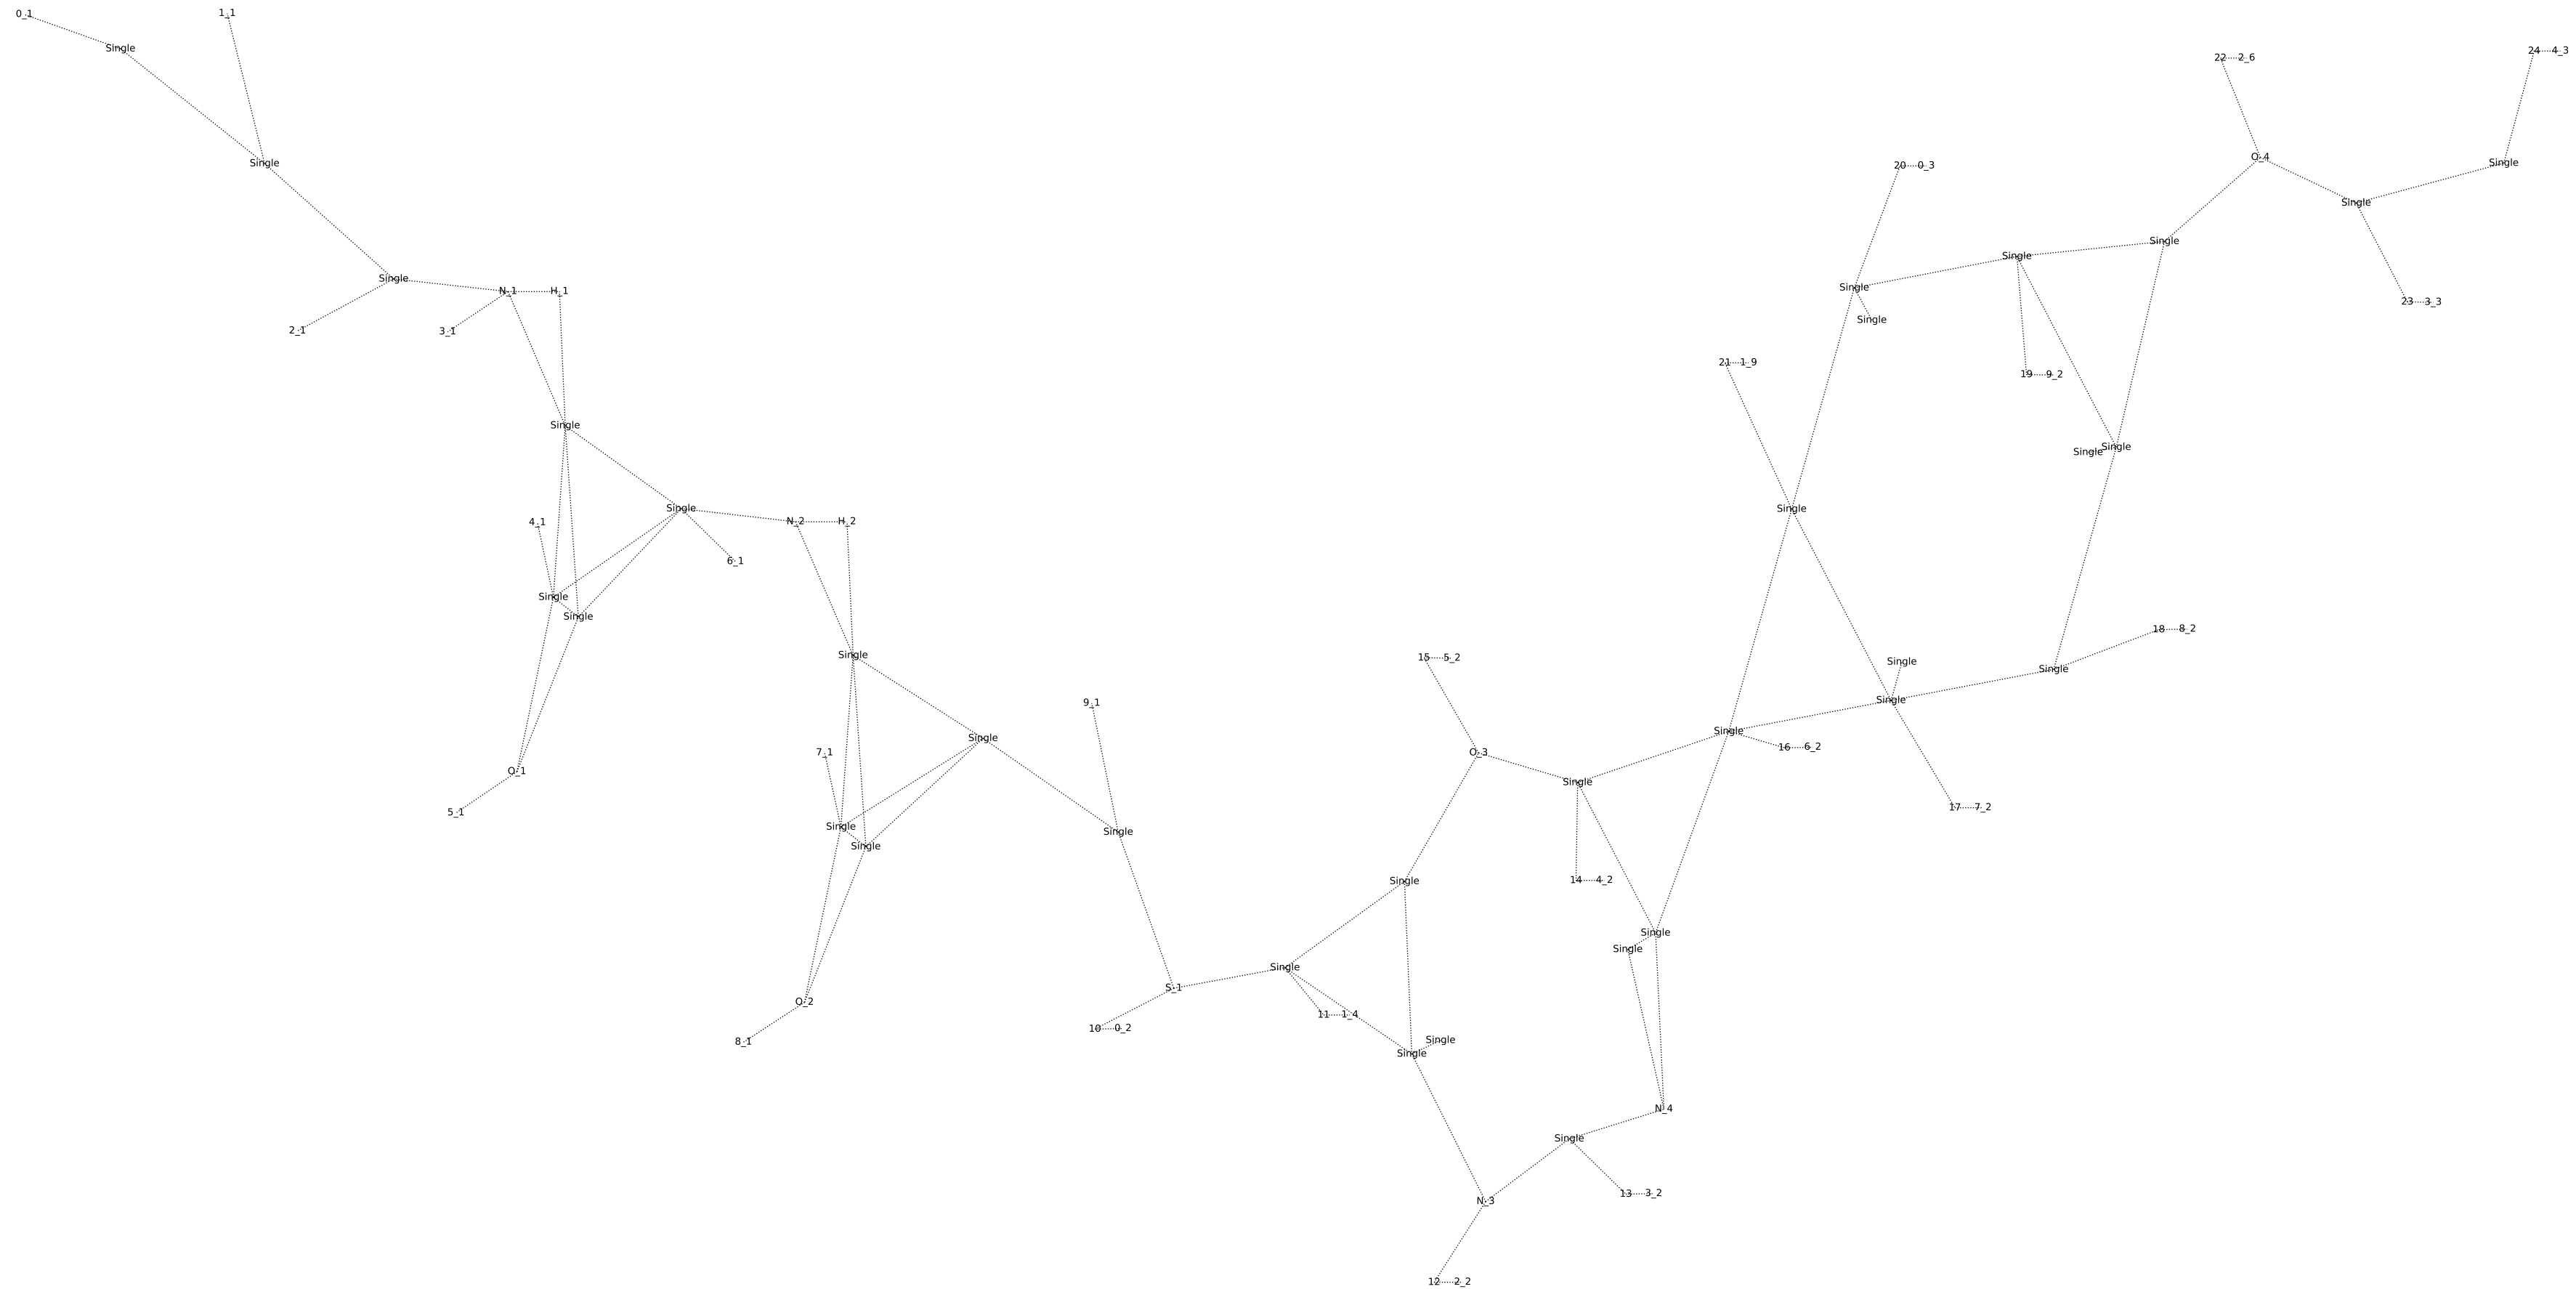 0_1
1_1
Single
22 2_6
24 4_3
Single
20 0_3
O_4
Single
Single
Single
Single
Single
N_1 H_1
Single
23 3_3
2_1
3_1
Single
21 1_9
19 9_2
Single
Single
Single
Single
Single
4_1
N_2 H_2
6_1
Single
Single
18 8_2
Single
15 5_2
Single
Single
9_1
Single
Single
Single
16 6_2
7_1
O_3
O_1
Single
5_1
17 7_2
Single
Single
Single
Single
14 4_2
Single
Single
Single
S_1
O_2
11 1_4
10 0_2
8_1
Single
Single
N_4
Single
13 3_2
N_3
12 2_2